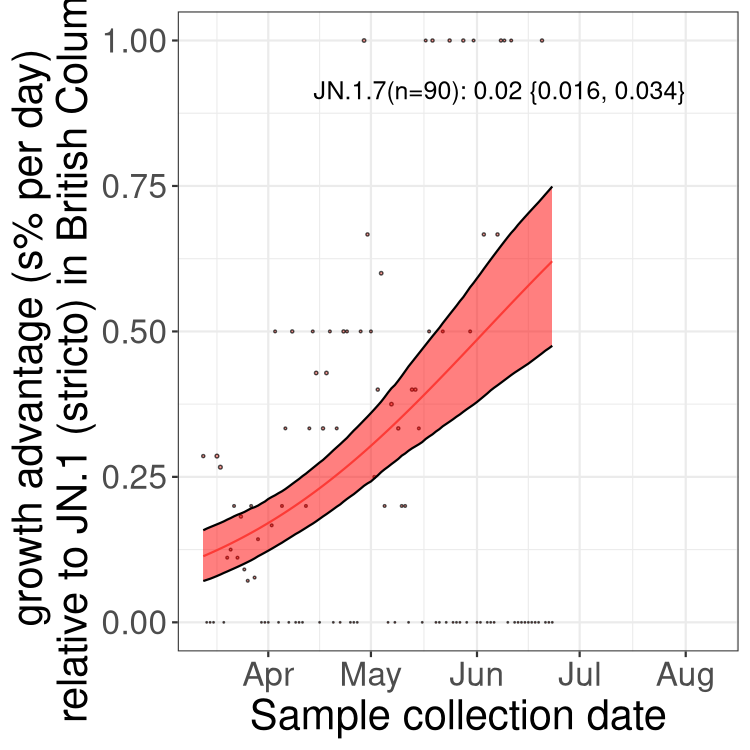 growth advantage (s% per day)
relative to JN.1 (stricto) in British Colum
1.00
0.75
0.50
0.25
0.00
JN.1.7(n=90): 0.02 {0.016, 0.034}
Apr May Jun Jul Aug
Sample collection date